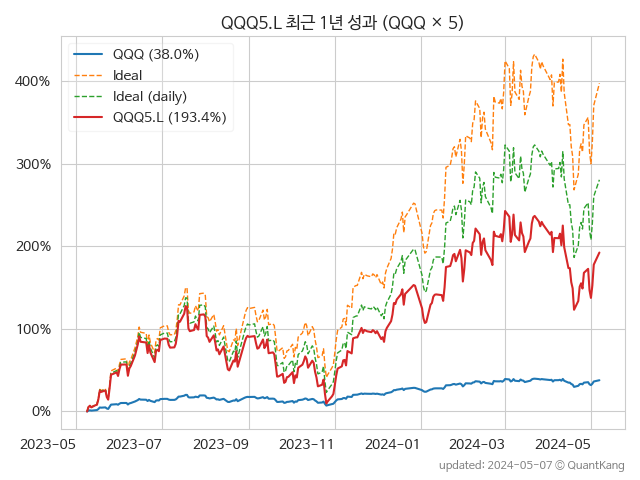 QQQ5.L 최근 1년 성과 (QQQ × 5)
QQQ (38.0%)
Ideal
Ideal (daily)
QQQ5.L (193.4%)
400%
300%
200%
100%
0%
2023-05 2023-07 2023-09 2023-11 2024-01 2024-03 2024-05
updated: 2024-05-07 © QuantKang